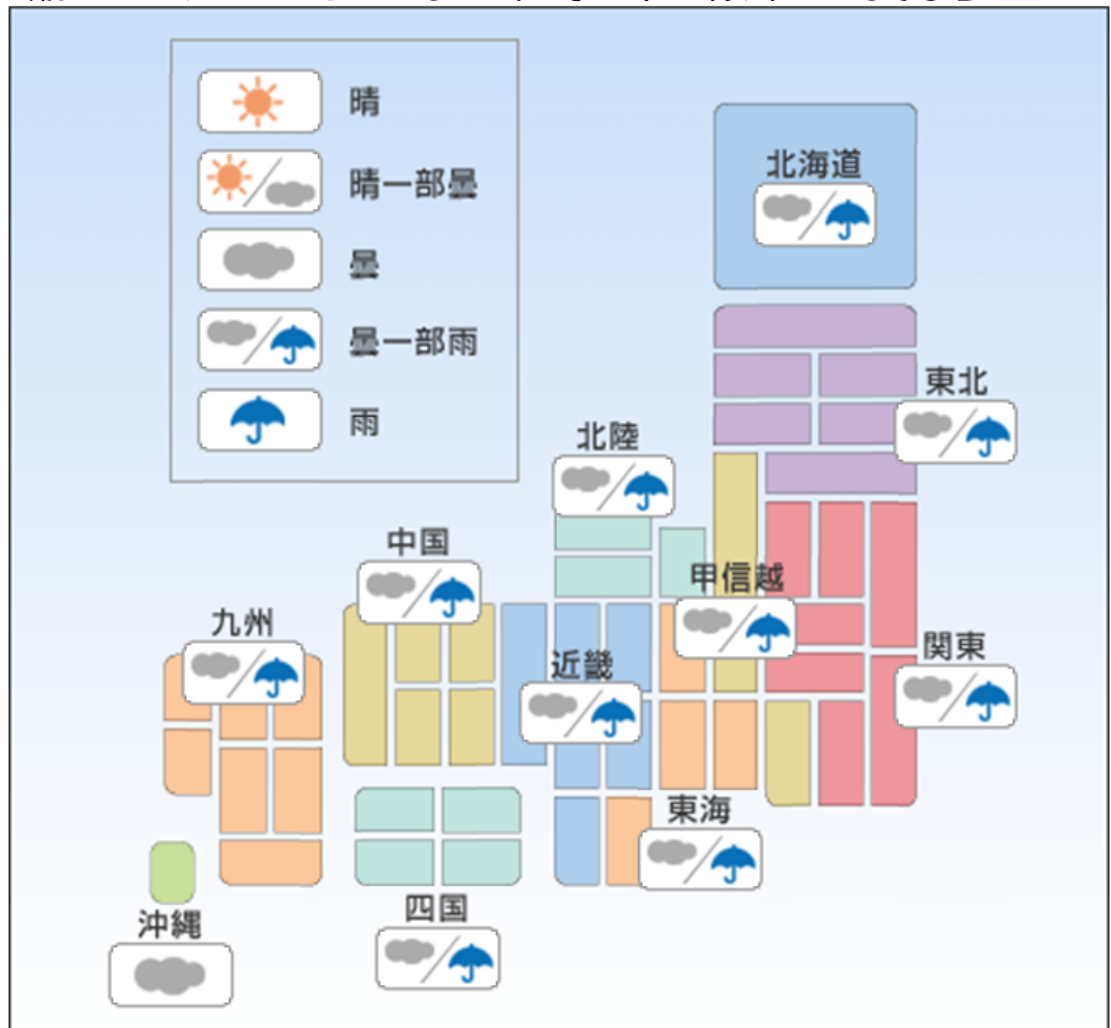 晴
晴一部曇
曇
曇一部雨
雨
北海道
東北
北陸
中国
甲信越
九州
近畿
関東
東海
四国
沖縄